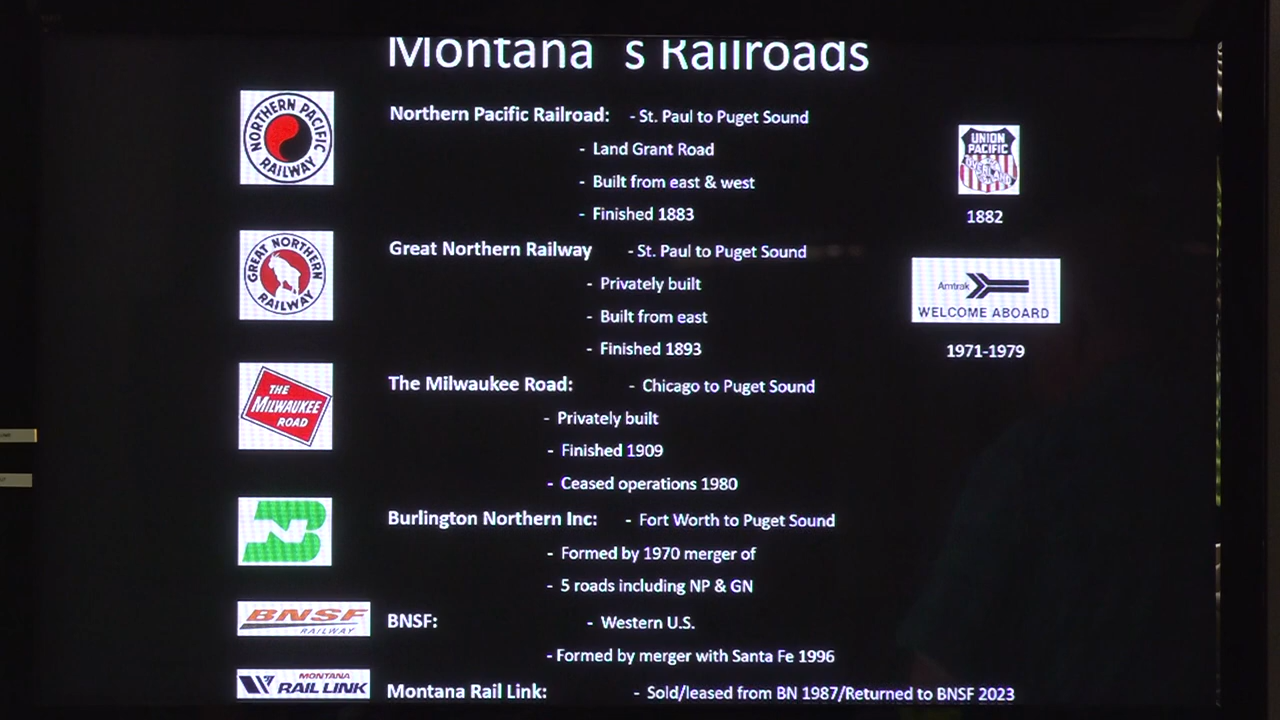 Montana s Railroads
NORTHERN PACIFIC RAILWAY
Northern Pacific Railroad: - St. Paul to Puget Sound
- Land Grant Road
- Built from east & west
- Finished 1883
UNION
PACIFIC
OVERLAND
1882
GREAT NORTHERN RAILWAY
Great Northern Railway - St. Paul to Puget Sound
- Privately built
- Built from east
- Finished 1893
Amtrak
WELCOME ABOARD
1971-1979
THE
MILWAUKEE
ROAD
The Milwaukee Road: - Chicago to Puget Sound
- Privately built
- Finished 1909
- Ceased operations 1980
BN
Burlington Northern Inc: - Fort Worth to Puget Sound
- Formed by 1970 merger of
- 5 roads including NP & GN
BNSF
RAILWAY
BNSF: - Western U.S.
- Formed by merger with Santa Fe 1996
MONTANA
RAIL LINK
Montana Rail Link: - Sold/leased from BN 1987/Returned to BNSF 2023